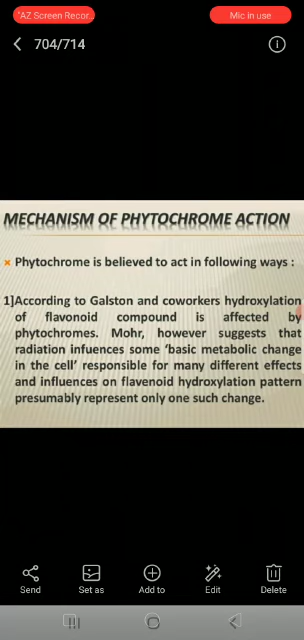 "AZ Screen Recor..
Mic in use
704/714
MECHANISM OF PHYTOCHROME ACTION
× Phytochrome is believed to act in following ways :
1]According to Galston and coworkers hydroxylation
of flavonoid compound is affected by
phytochromes. Mohr, however suggests that
radiation infuences some ‘basic metabolic change
in the cell’ responsible for many different effects
and influences on flavenoid hydroxylation pattern
presumably represent only one such change.
Send
Set as
Add to
Edit
Delete